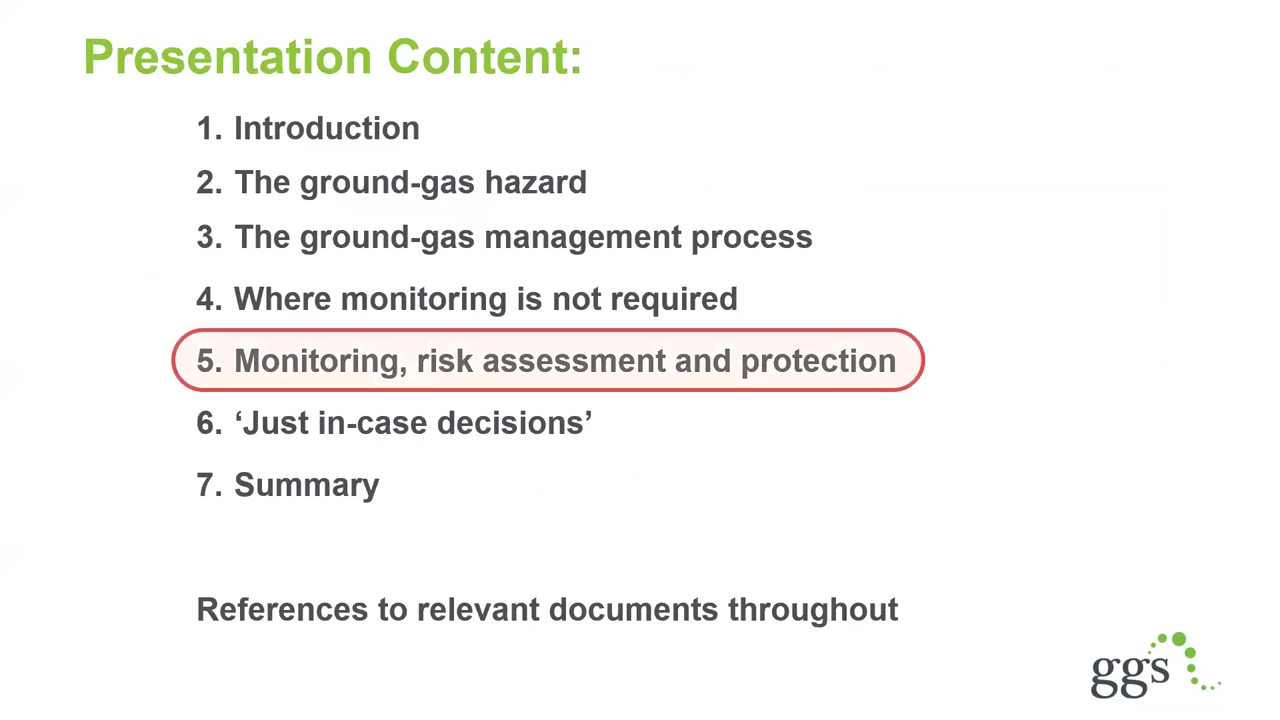 Presentation Content:
1. Introduction
2. The ground-gas hazard
3. The ground-gas management process
4. Where monitoring is not required
5. Monitoring, risk assessment and protection
6. ‘Just in-case decisions’
7. Summary
References to relevant documents throughout
ggs